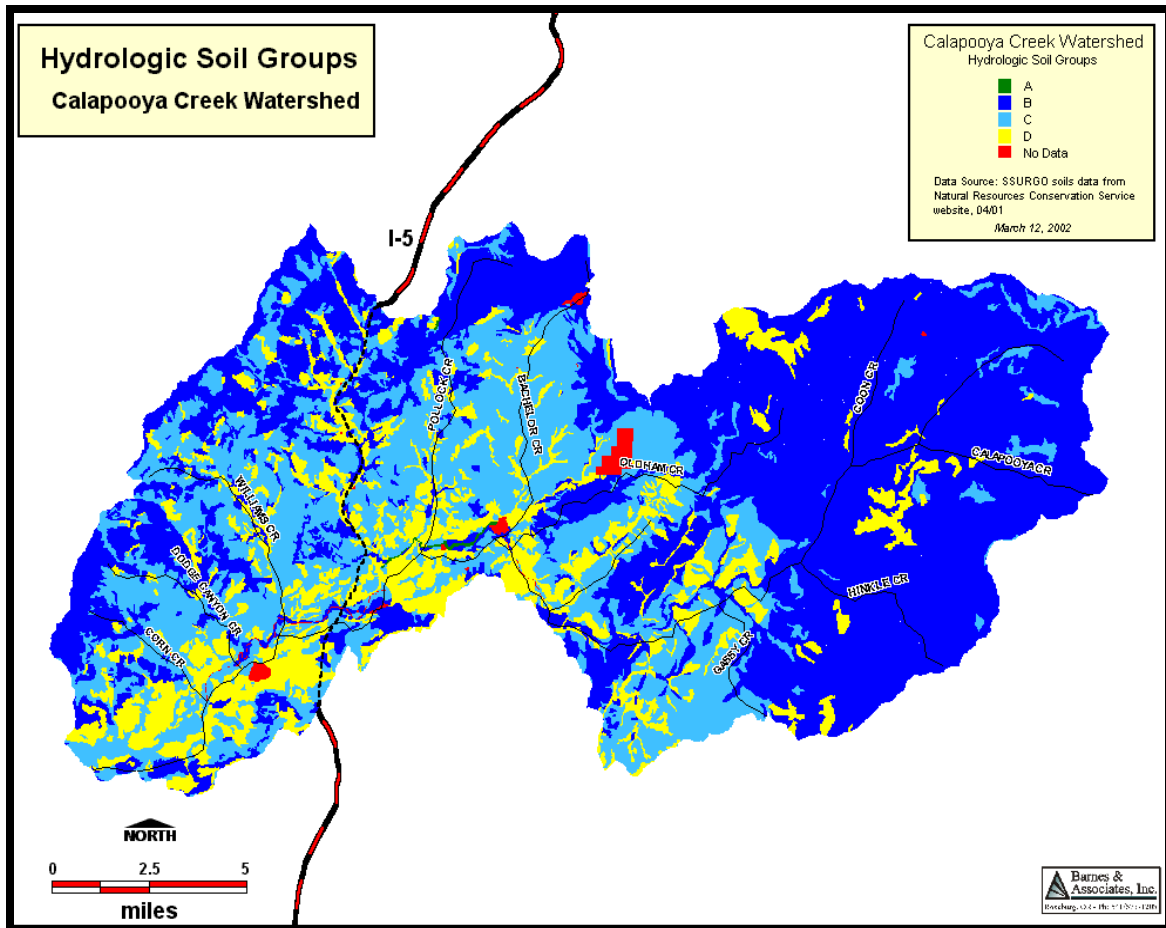 Hydrologic Soil Groups
Calapooya Creek Watershed
Calapooya Creek Watershed
Hydrologic Soil Groups
A
B
C
D
No Data
Data Source: SSURGO soils data from
Natural Resources Conservation Service
website, 04/01
March 12, 2002
I-5
POLLOCK CR
BACHELOR CR
COON CR
OLDHAM CR
CALAPOOYA CR
WILLIAMS CR
DODGE CANYON CR
HINKLE CR
CORN CR
GASSY CR
NORTH
0 2.5 5
miles
Barnes &
Associates, Inc.
Roseburg, OR - Ph: